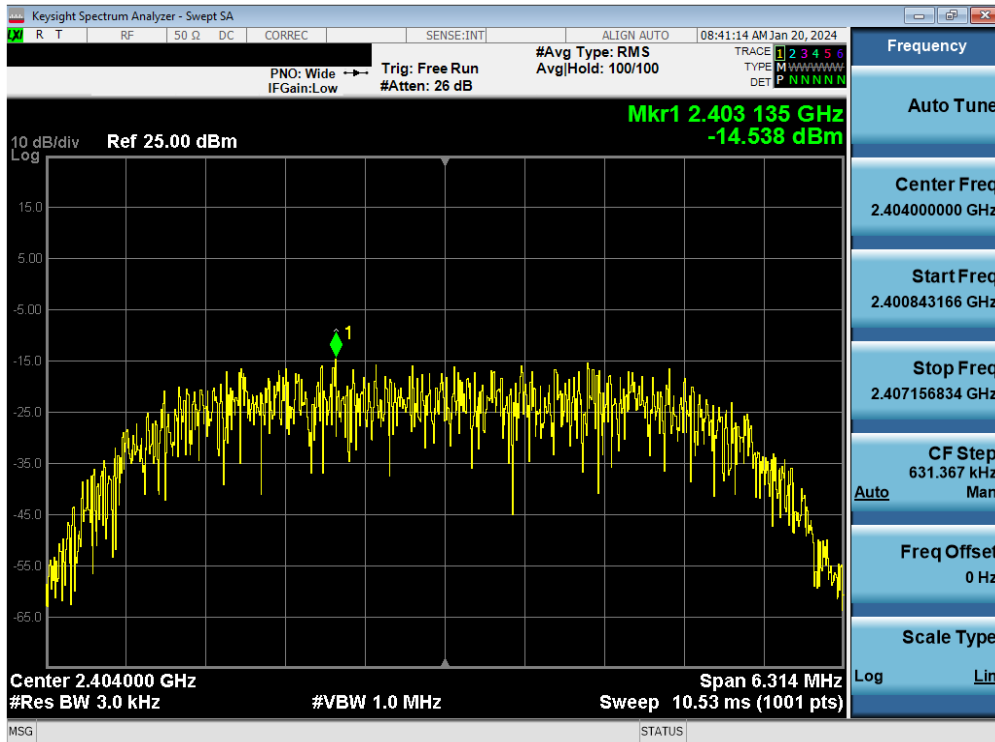 Keysight Spectrum Analyzer - Swept SA
LXI R T RF 50 Ω DC CORREC SENSE:INT ALIGN AUTO 08:41:14 AM Jan 20, 2024
PNO: Wide
IFGain:Low
Trig: Free Run
#Atten: 26 dB
#Avg Type: RMS
Avg|Hold: 100/100
TRACE 1 2 3 4 5 6
TYPE M W W W W W
DET P N N N N N
Mkr1 2.403 135 GHz
-14.538 dBm
10 dB/div
Log
Ref 25.00 dBm
15.0
5.00
-5.00
-15.0
-25.0
-35.0
-45.0
-55.0
-65.0
1
Center 2.404000 GHz
Span 6.314 MHz
#Res BW 3.0 kHz
#VBW 1.0 MHz
Sweep 10.53 ms (1001 pts)
MSG
STATUS
Frequency
Auto Tune
Center Freq
2.404000000 GHz
Start Freq
2.400843166 GHz
Stop Freq
2.407156834 GHz
CF Step
631.367 kHz
Auto Man
Freq Offset
0 Hz
Scale Type
Log Lin